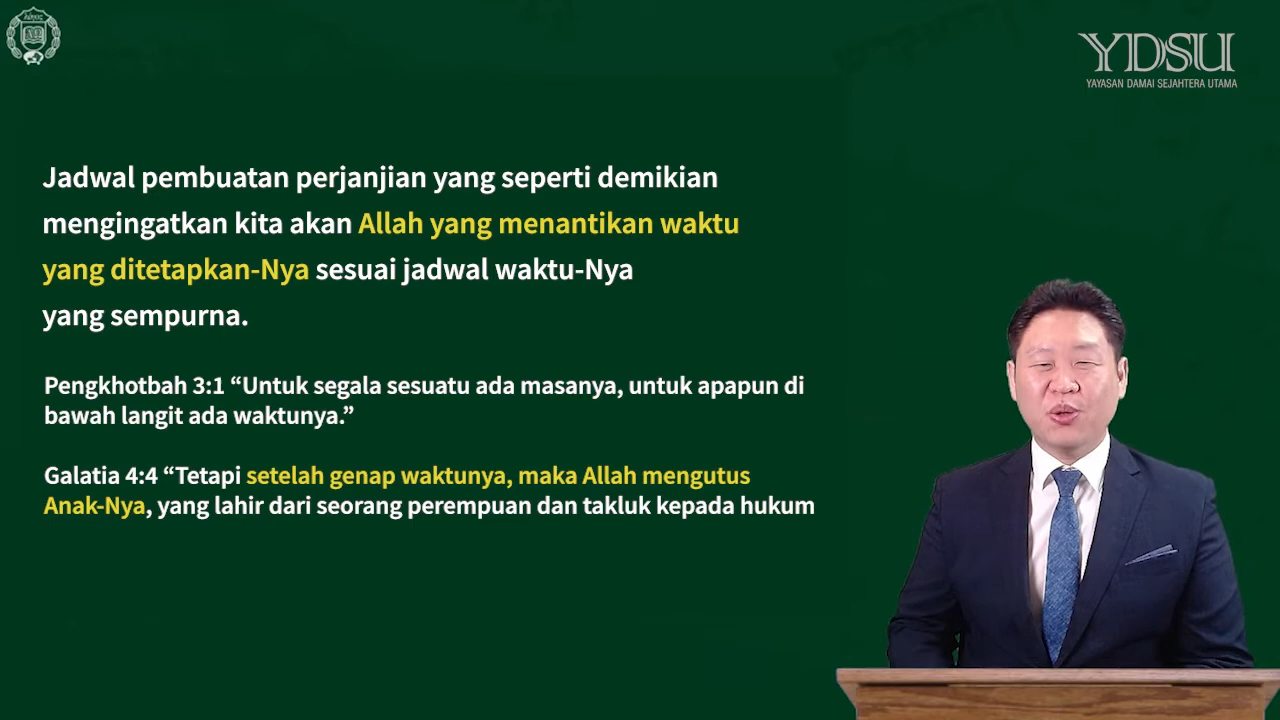 YDSU
YAYASAN DAMAI SEJAHTERA UTAMA
Jadwal pembuatan perjanjian yang seperti demikian
mengingatkan kita akan Allah yang menantikan waktu
yang ditetapkan-Nya sesuai jadwal waktu-Nya
yang sempurna.
Pengkhotbah 3:1 “Untuk segala sesuatu ada masanya, untuk apapun di
bawah langit ada waktunya.”
Galatia 4:4 “Tetapi setelah genap waktunya, maka Allah mengutus
Anak-Nya, yang lahir dari seorang perempuan dan takluk kepada hukum